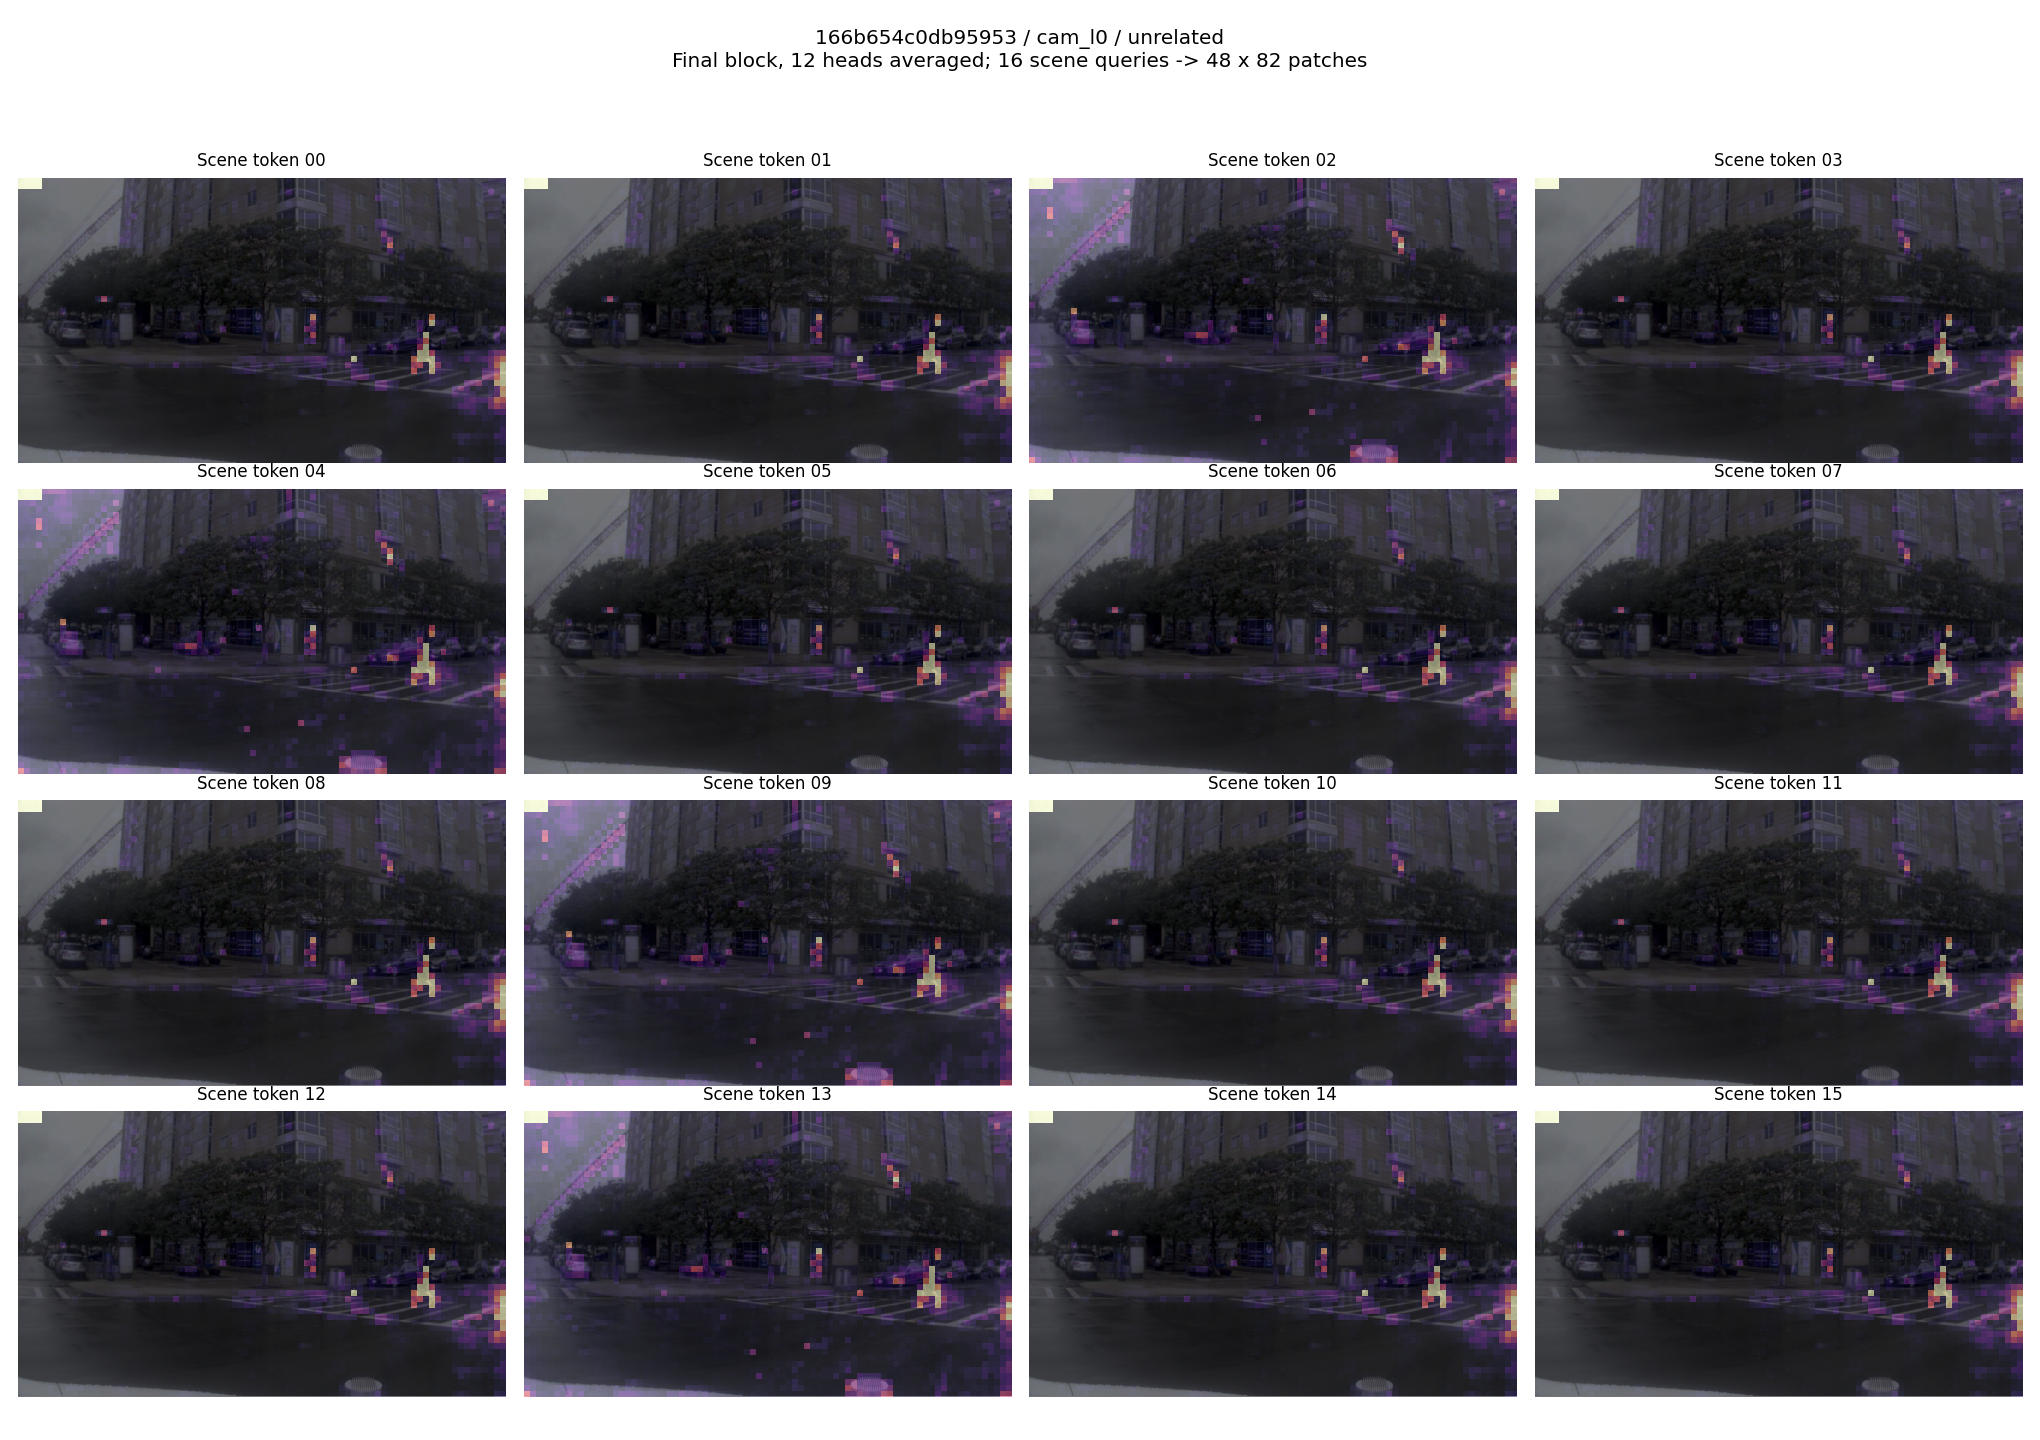 166b654c0db95953 / cam_l0 / unrelated
Final block, 12 heads averaged; 16 scene queries -> 48 x 82 patches
Scene token 00
Scene token 01
Scene token 02
Scene token 03
Scene token 04
Scene token 05
Scene token 06
Scene token 07
Scene token 08
Scene token 09
Scene token 10
Scene token 11
Scene token 12
Scene token 13
Scene token 14
Scene token 15